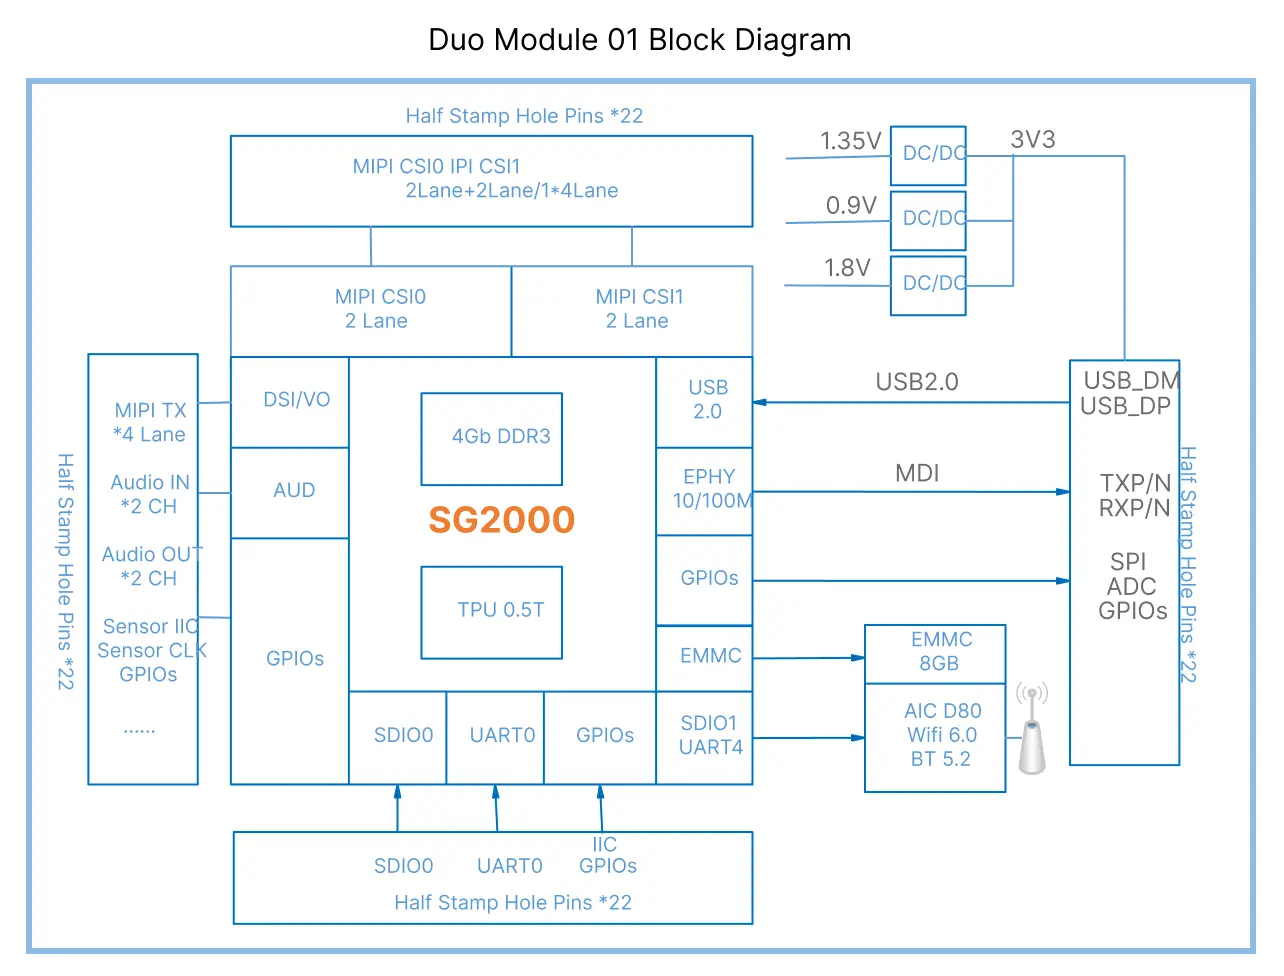 Duo Module 01 Block Diagram
Half Stamp Hole Pins *22
MIPI CSI0 IPI CSI1
2Lane+2Lane/1*4Lane
1.35V
DC/DC
3V3
0.9V
DC/DC
1.8V
DC/DC
MIPI CSI0
2 Lane
MIPI CSI1
2 Lane
Half Stamp Hole Pins *22
MIPI TX
*4 Lane
Audio IN
*2 CH
Audio OUT
*2 CH
Sensor IIC
Sensor CLK
GPIOs
......
DSI/VO
AUD
GPIOs
4Gb DDR3
SG2000
TPU 0.5T
USB
2.0
EPHY
10/100M
GPIOs
EMMC
SDIO1
UART4
SDIO0
UART0
GPIOs
USB2.0
MDI
USB_DM
USB_DP
TXP/N
RXP/N
SPI
ADC
GPIOs
Half Stamp Hole Pins *22
EMMC
8GB
AIC D80
Wifi 6.0
BT 5.2
SDIO0
UART0
IIC
GPIOs
Half Stamp Hole Pins *22